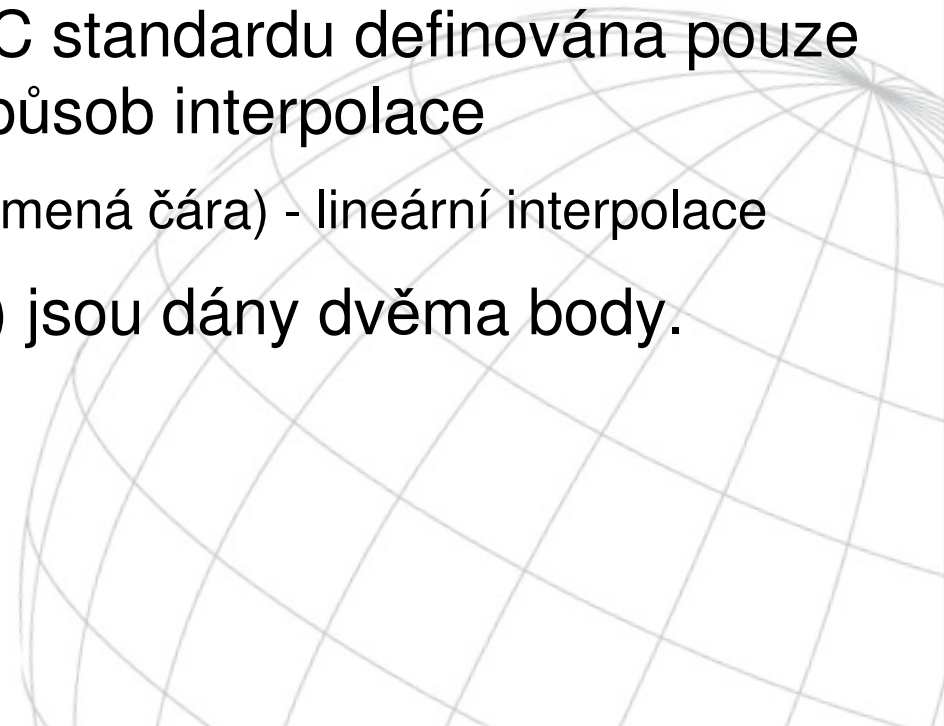 C standardu definována pouze
působ interpolace
mená čára) - lineární interpolace
) jsou dány dvěma body.